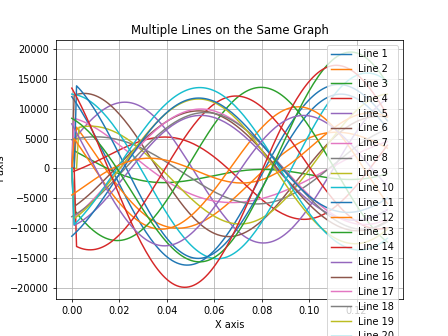 Multiple Lines on the Same Graph
20000
15000
10000
5000
0
−5000
−10000
−15000
−20000
0.00
0.02
0.04
0.06
0.08
0.10
X axis
Line 1
Line 2
Line 3
Line 4
Line 5
Line 6
Line 7
Line 8
Line 9
Line 10
Line 11
Line 12
Line 13
Line 14
Line 15
Line 16
Line 17
Line 18
Line 19
Line 20